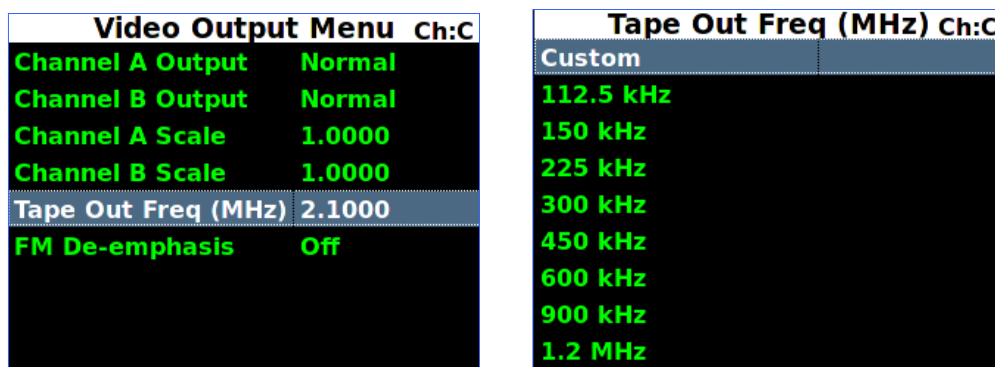 Video Output Menu Ch:C
Channel A Output Normal
Channel B Output Normal
Channel A Scale 1.0000
Channel B Scale 1.0000
Tape Out Freq (MHz) 2.1000
FM De-emphasis Off
Tape Out Freq (MHz) Ch:C
Custom
112.5 kHz
150 kHz
225 kHz
300 kHz
450 kHz
600 kHz
900 kHz
1.2 MHz